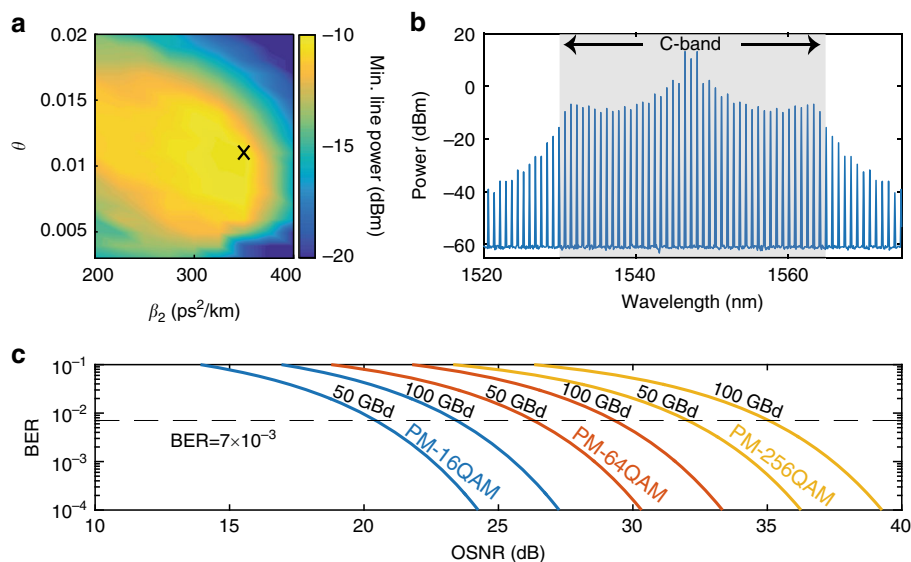 a
0.02
0.015
0.01
0.005
θ
200
300
400
β2 (ps²/km)
−10
−15
−20
Min. line power (dBm)
b
20
0
−20
−40
−60
Power (dBm)
C-band
1520
1540
1560
Wavelength (nm)
c
10⁻¹
10⁻²
10⁻³
10⁻⁴
BER
BER=7×10⁻³
50 GBd
100 GBd
50 GBd
100 GBd
50 GBd
100 GBd
PM-16QAM
PM-64QAM
PM-256QAM
10
15
20
25
30
35
40
OSNR (dB)